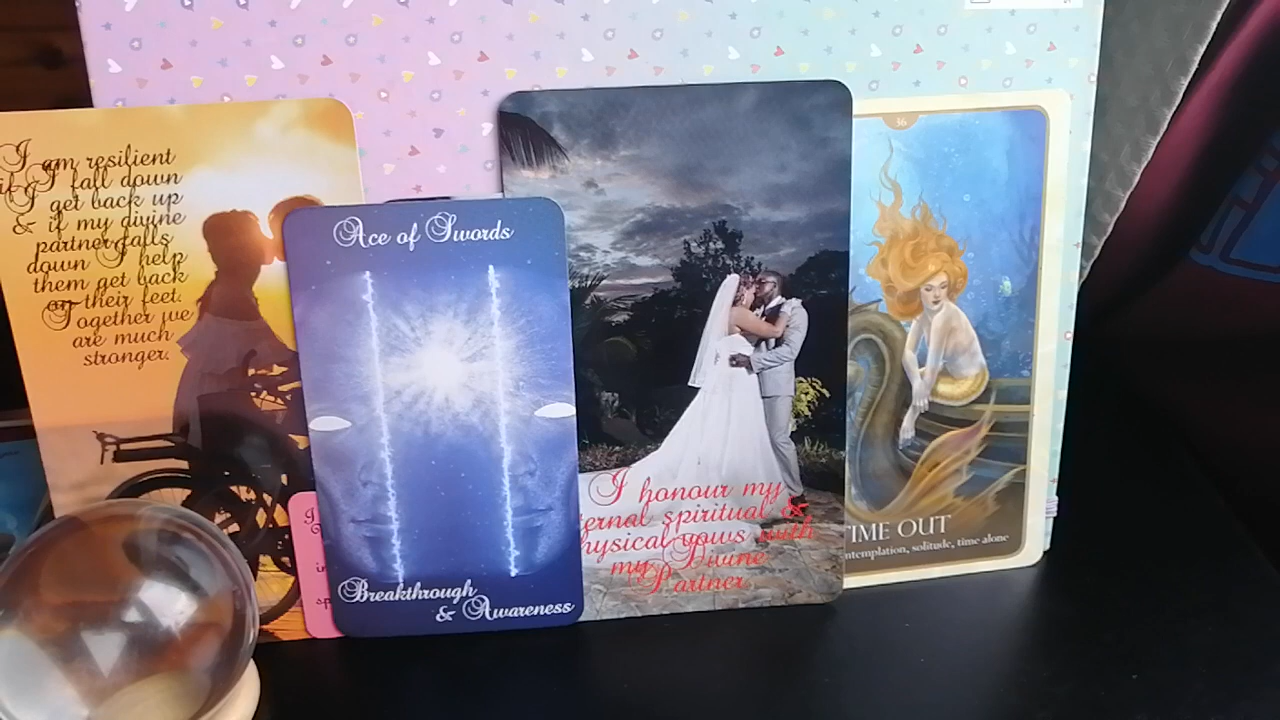 I am resilient
if I fall down
I get back up
& if my divine
partner falls
down I help
them get back
on their feet.
Together we
are much
stronger.
Ace of Swords
Breakthrough
& Awareness
I honour my
spiritual &
vows with
my Divine
Partner
36
TIME OUT
contemplation, solitude, time alone